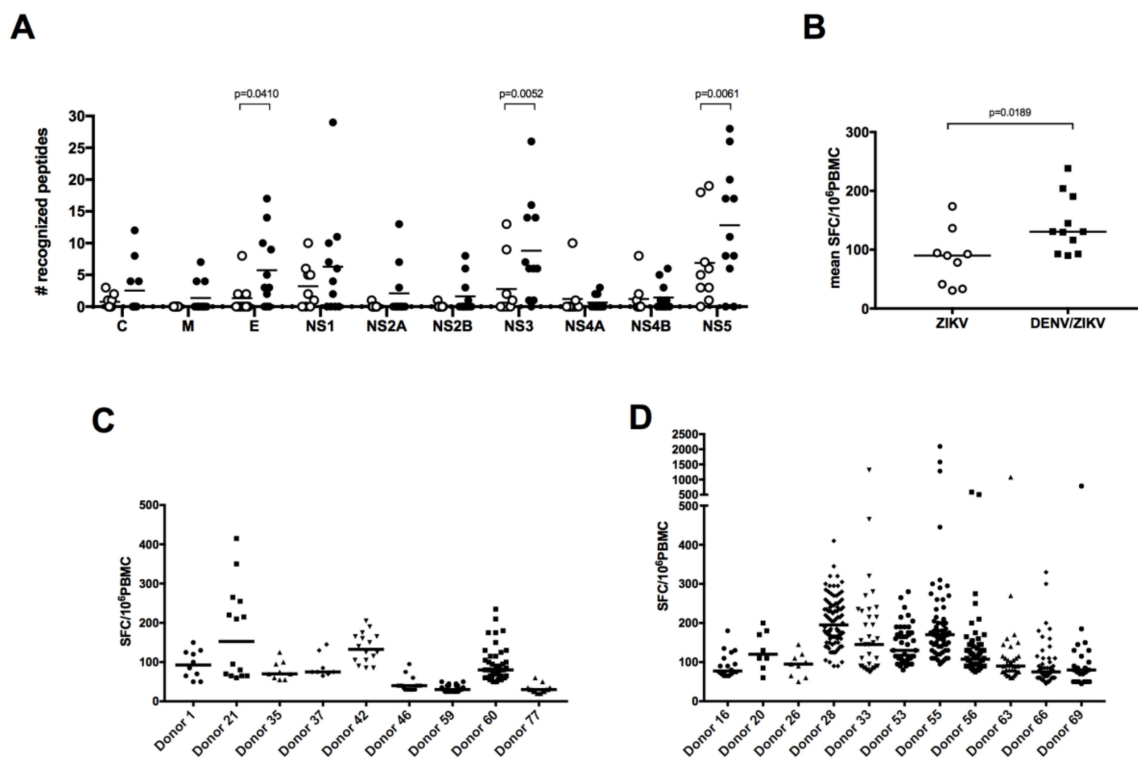 A
B
p=0.0410
p=0.0052
p=0.0061
# recognized peptides
30
25
20
15
10
5
0
C M E NS1 NS2A NS2B NS3 NS4A NS4B NS5
p=0.0189
mean SFC/10⁶PBMC
300
200
100
0
ZIKV DENV/ZIKV
C
SFC/10⁶PBMC
500
400
300
200
100
0
Donor 1
Donor 21
Donor 35
Donor 37
Donor 42
Donor 46
Donor 59
Donor 60
Donor 77
D
SFC/10⁶PBMC
2500
2000
1500
1000
500
400
300
200
100
0
Donor 16
Donor 20
Donor 26
Donor 28
Donor 33
Donor 53
Donor 55
Donor 56
Donor 63
Donor 66
Donor 69